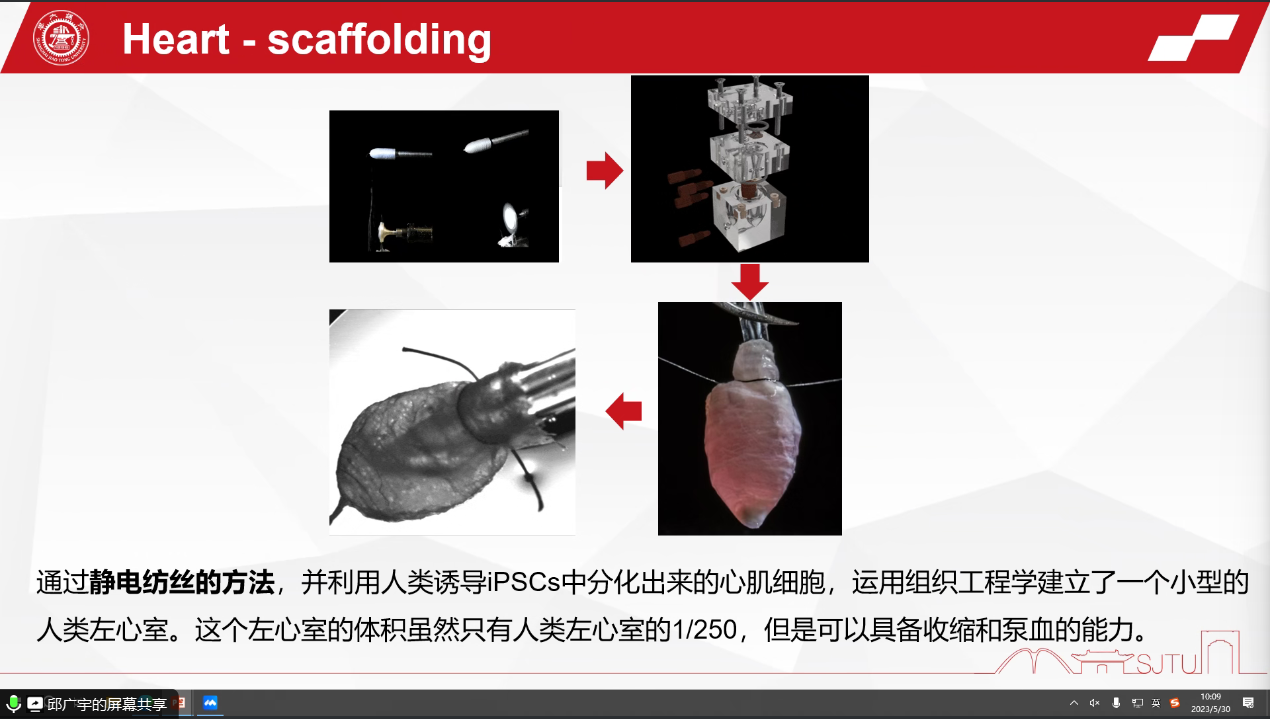 Heart - scaffolding
通过静电纺丝的方法，并利用人类诱导iPSCs中分化出来的心肌细胞，运用组织工程学建立了一个小型的
人类左心室。这个左心室的体积虽然只有人类左心室的1/250，但是可以具备收缩和泵血的能力。
SJTU
邱广宇的屏幕共享
英
10:09
2023/5/30